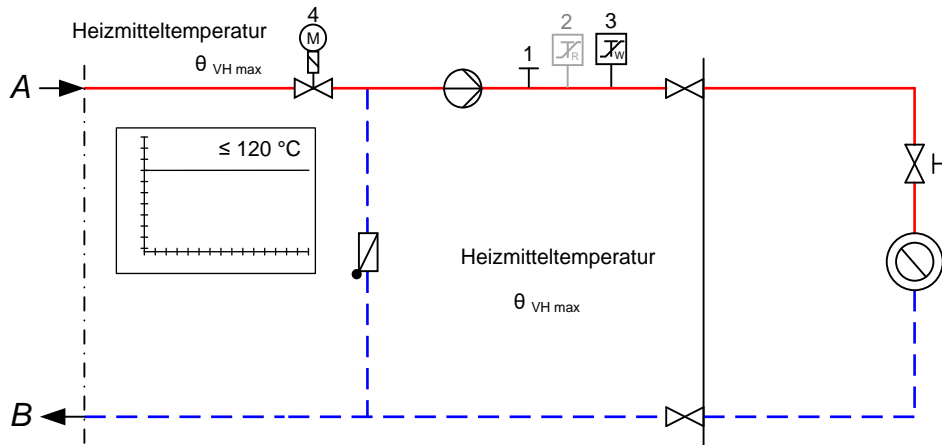 Heizmitteltemperatur
θ VH max
4
M
1
2
R
3
W
A
≤ 120 °C
Heizmitteltemperatur
θ VH max
B